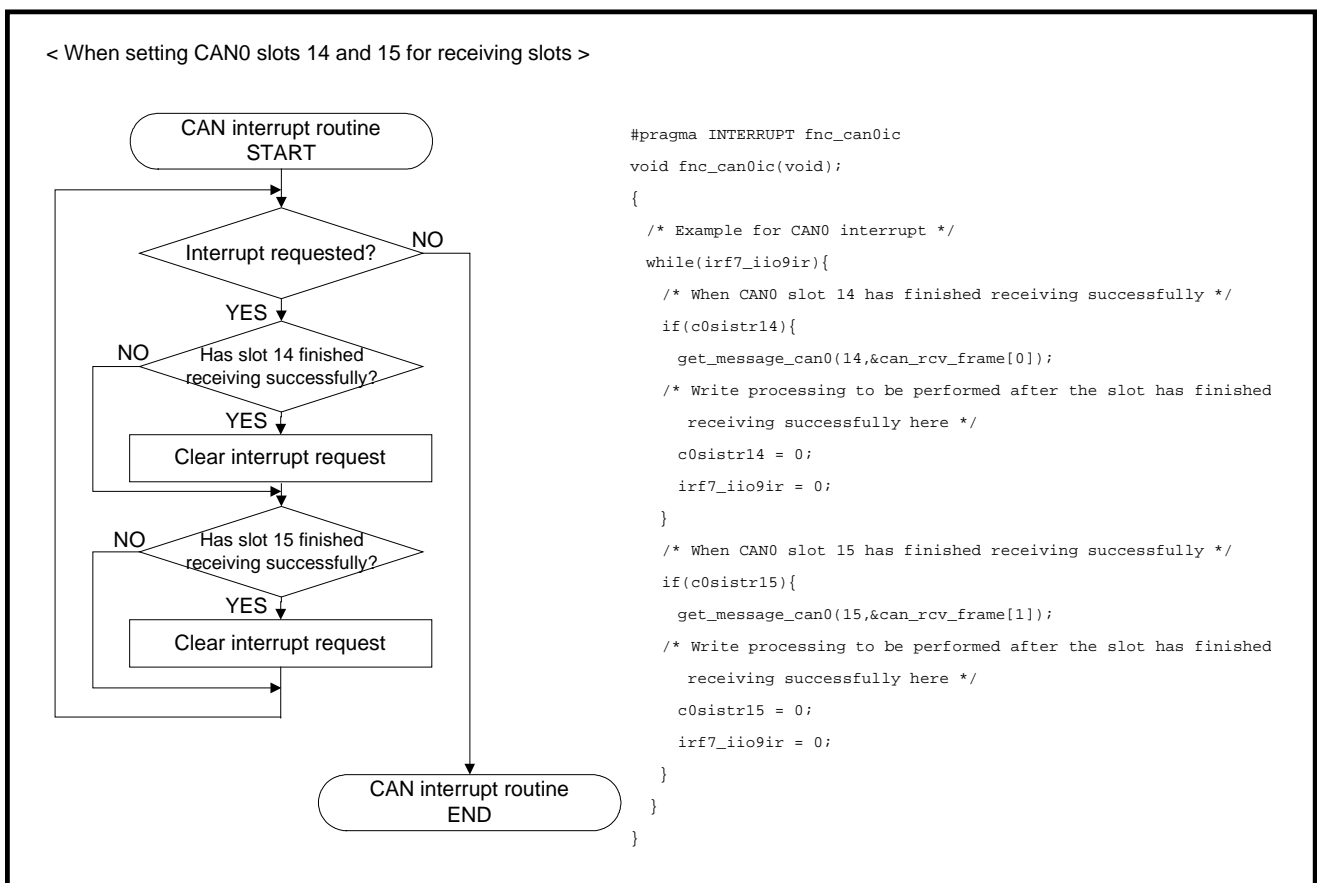 < When setting CAN0 slots 14 and 15 for receiving slots >
CAN interrupt routine
START
Interrupt requested?
NO
YES
NO
Has slot 14 finished
receiving successfully?
YES
Clear interrupt request
NO
Has slot 15 finished
receiving successfully?
YES
Clear interrupt request
CAN interrupt routine
END
#pragma INTERRUPT fnc_can0ic
void fnc_can0ic(void);
{
/* Example for CAN0 interrupt */
while(irf7_iio9ir){
/* When CAN0 slot 14 has finished receiving successfully */
if(c0sistr14){
get_message_can0(14,&can_rcv_frame[0]);
/* Write processing to be performed after the slot has finished
receiving successfully here */
c0sistr14 = 0;
irf7_iio9ir = 0;
}
/* When CAN0 slot 15 has finished receiving successfully */
if(c0sistr15){
get_message_can0(15,&can_rcv_frame[1]);
/* Write processing to be performed after the slot has finished
receiving successfully here */
c0sistr15 = 0;
irf7_iio9ir = 0;
}
}
}